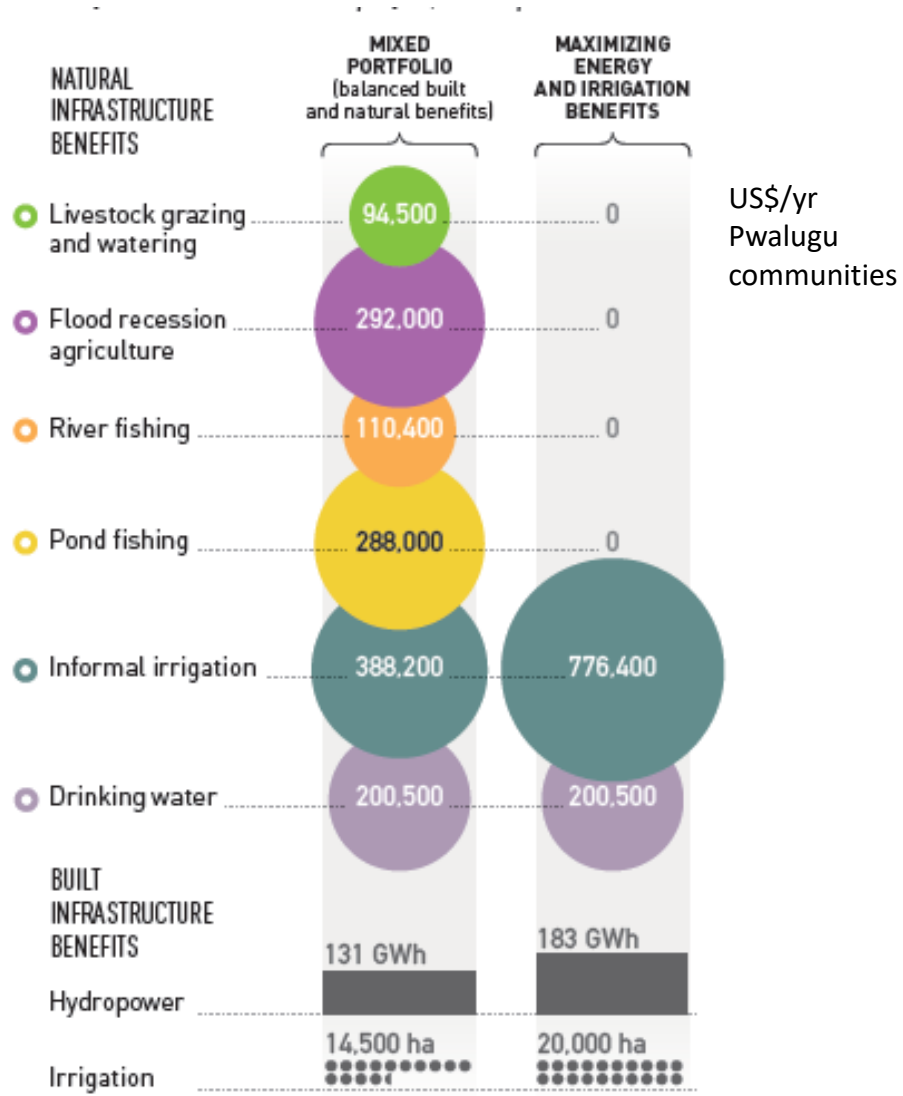 MIXED
PORTFOLIO
(balanced built
and natural benefits)
MAXIMIZING
ENERGY
AND IRRIGATION
BENEFITS
NATURAL
INFRASTRUCTURE
BENEFITS
US$/yr
Pwalugu
communities
Livestock grazing
and watering
94,500
0
Flood recession
agriculture
292,000
0
River fishing
110,400
0
Pond fishing
288,000
0
Informal irrigation
388,200
776,400
Drinking water
200,500
200,500
BUILT
INFRASTRUCTURE
BENEFITS
Hydropower
131 GWh
183 GWh
Irrigation
14,500 ha
20,000 ha